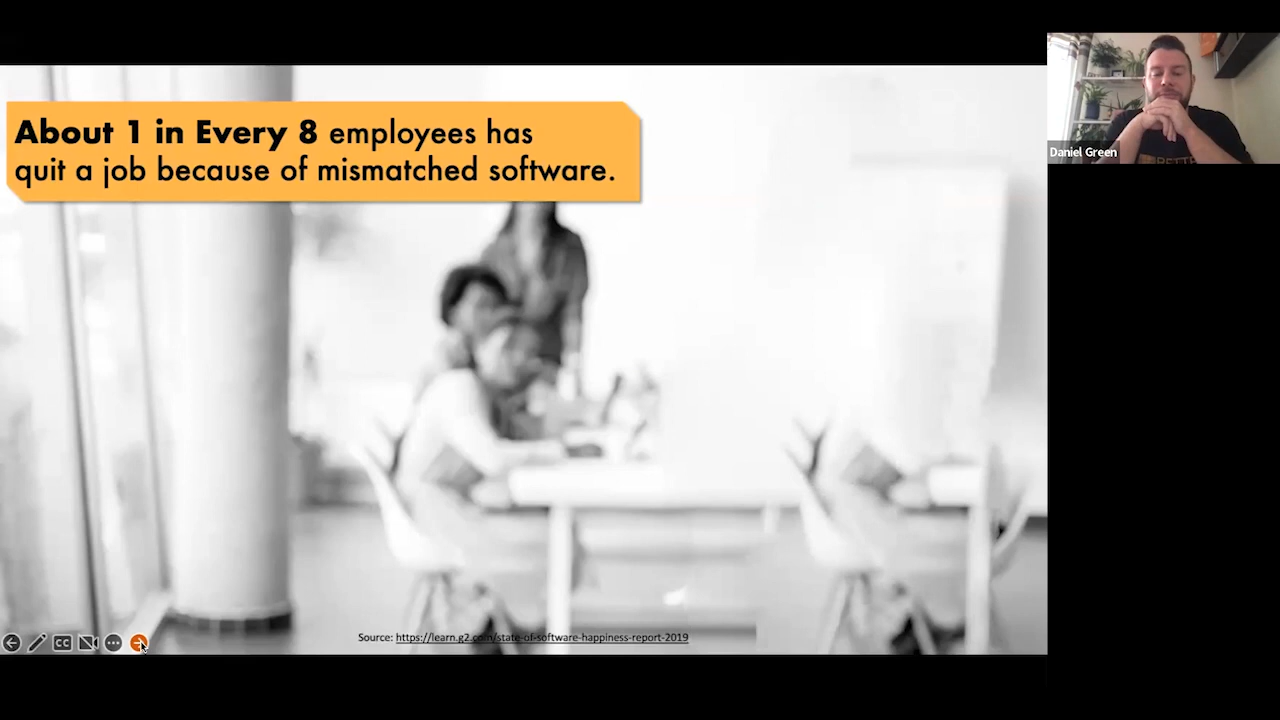 About 1 in Every 8 employees has
quit a job because of mismatched software.
Daniel Green
Source: https://learn.g2.com/state-of-software-happiness-report-2019
CC